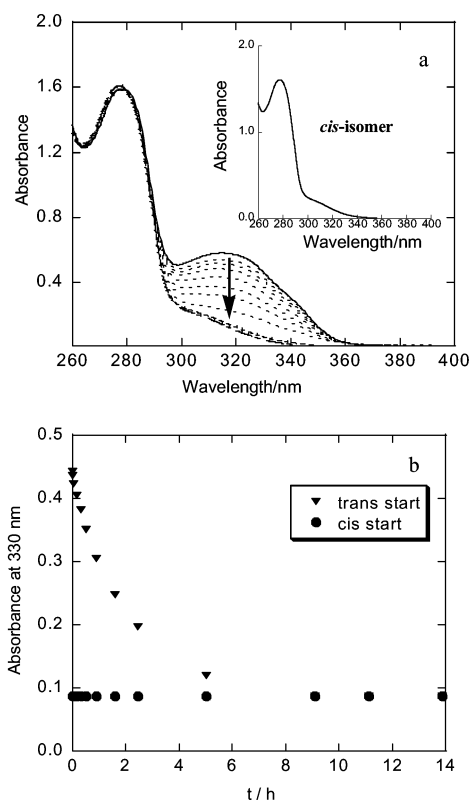 a
2.0
1.6
1.2
0.8
0.4
Absorbance
260 280 300 320 340 360 380 400
Wavelength/nm
2.0
1.0
0.0
Absorbance
cis-isomer
260 280 300 320 340 360 380 400
Wavelength/nm
b
0.5
0.4
0.3
0.2
0.1
0.0
Absorbance at 330 nm
trans start
cis start
0 2 4 6 8 10 12 14
t / h